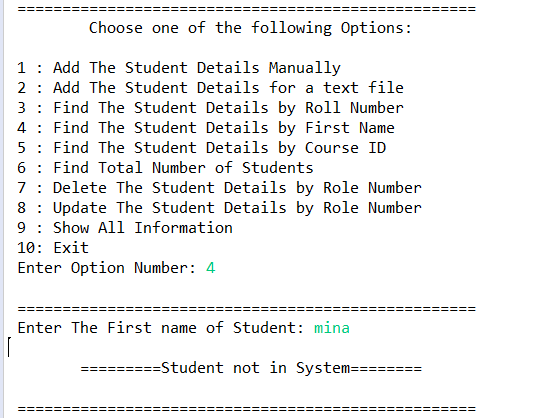 ===================================================
Choose one of the following Options:
1 : Add The Student Details Manually
2 : Add The Student Details for a text file
3 : Find The Student Details by Roll Number
4 : Find The Student Details by First Name
5 : Find The Student Details by Course ID
6 : Find Total Number of Students
7 : Delete The Student Details by Role Number
8 : Update The Student Details by Role Number
9 : Show All Information
10: Exit
Enter Option Number: 4
===================================================
Enter The First name of Student: mina
=========Student not in System========
===================================================